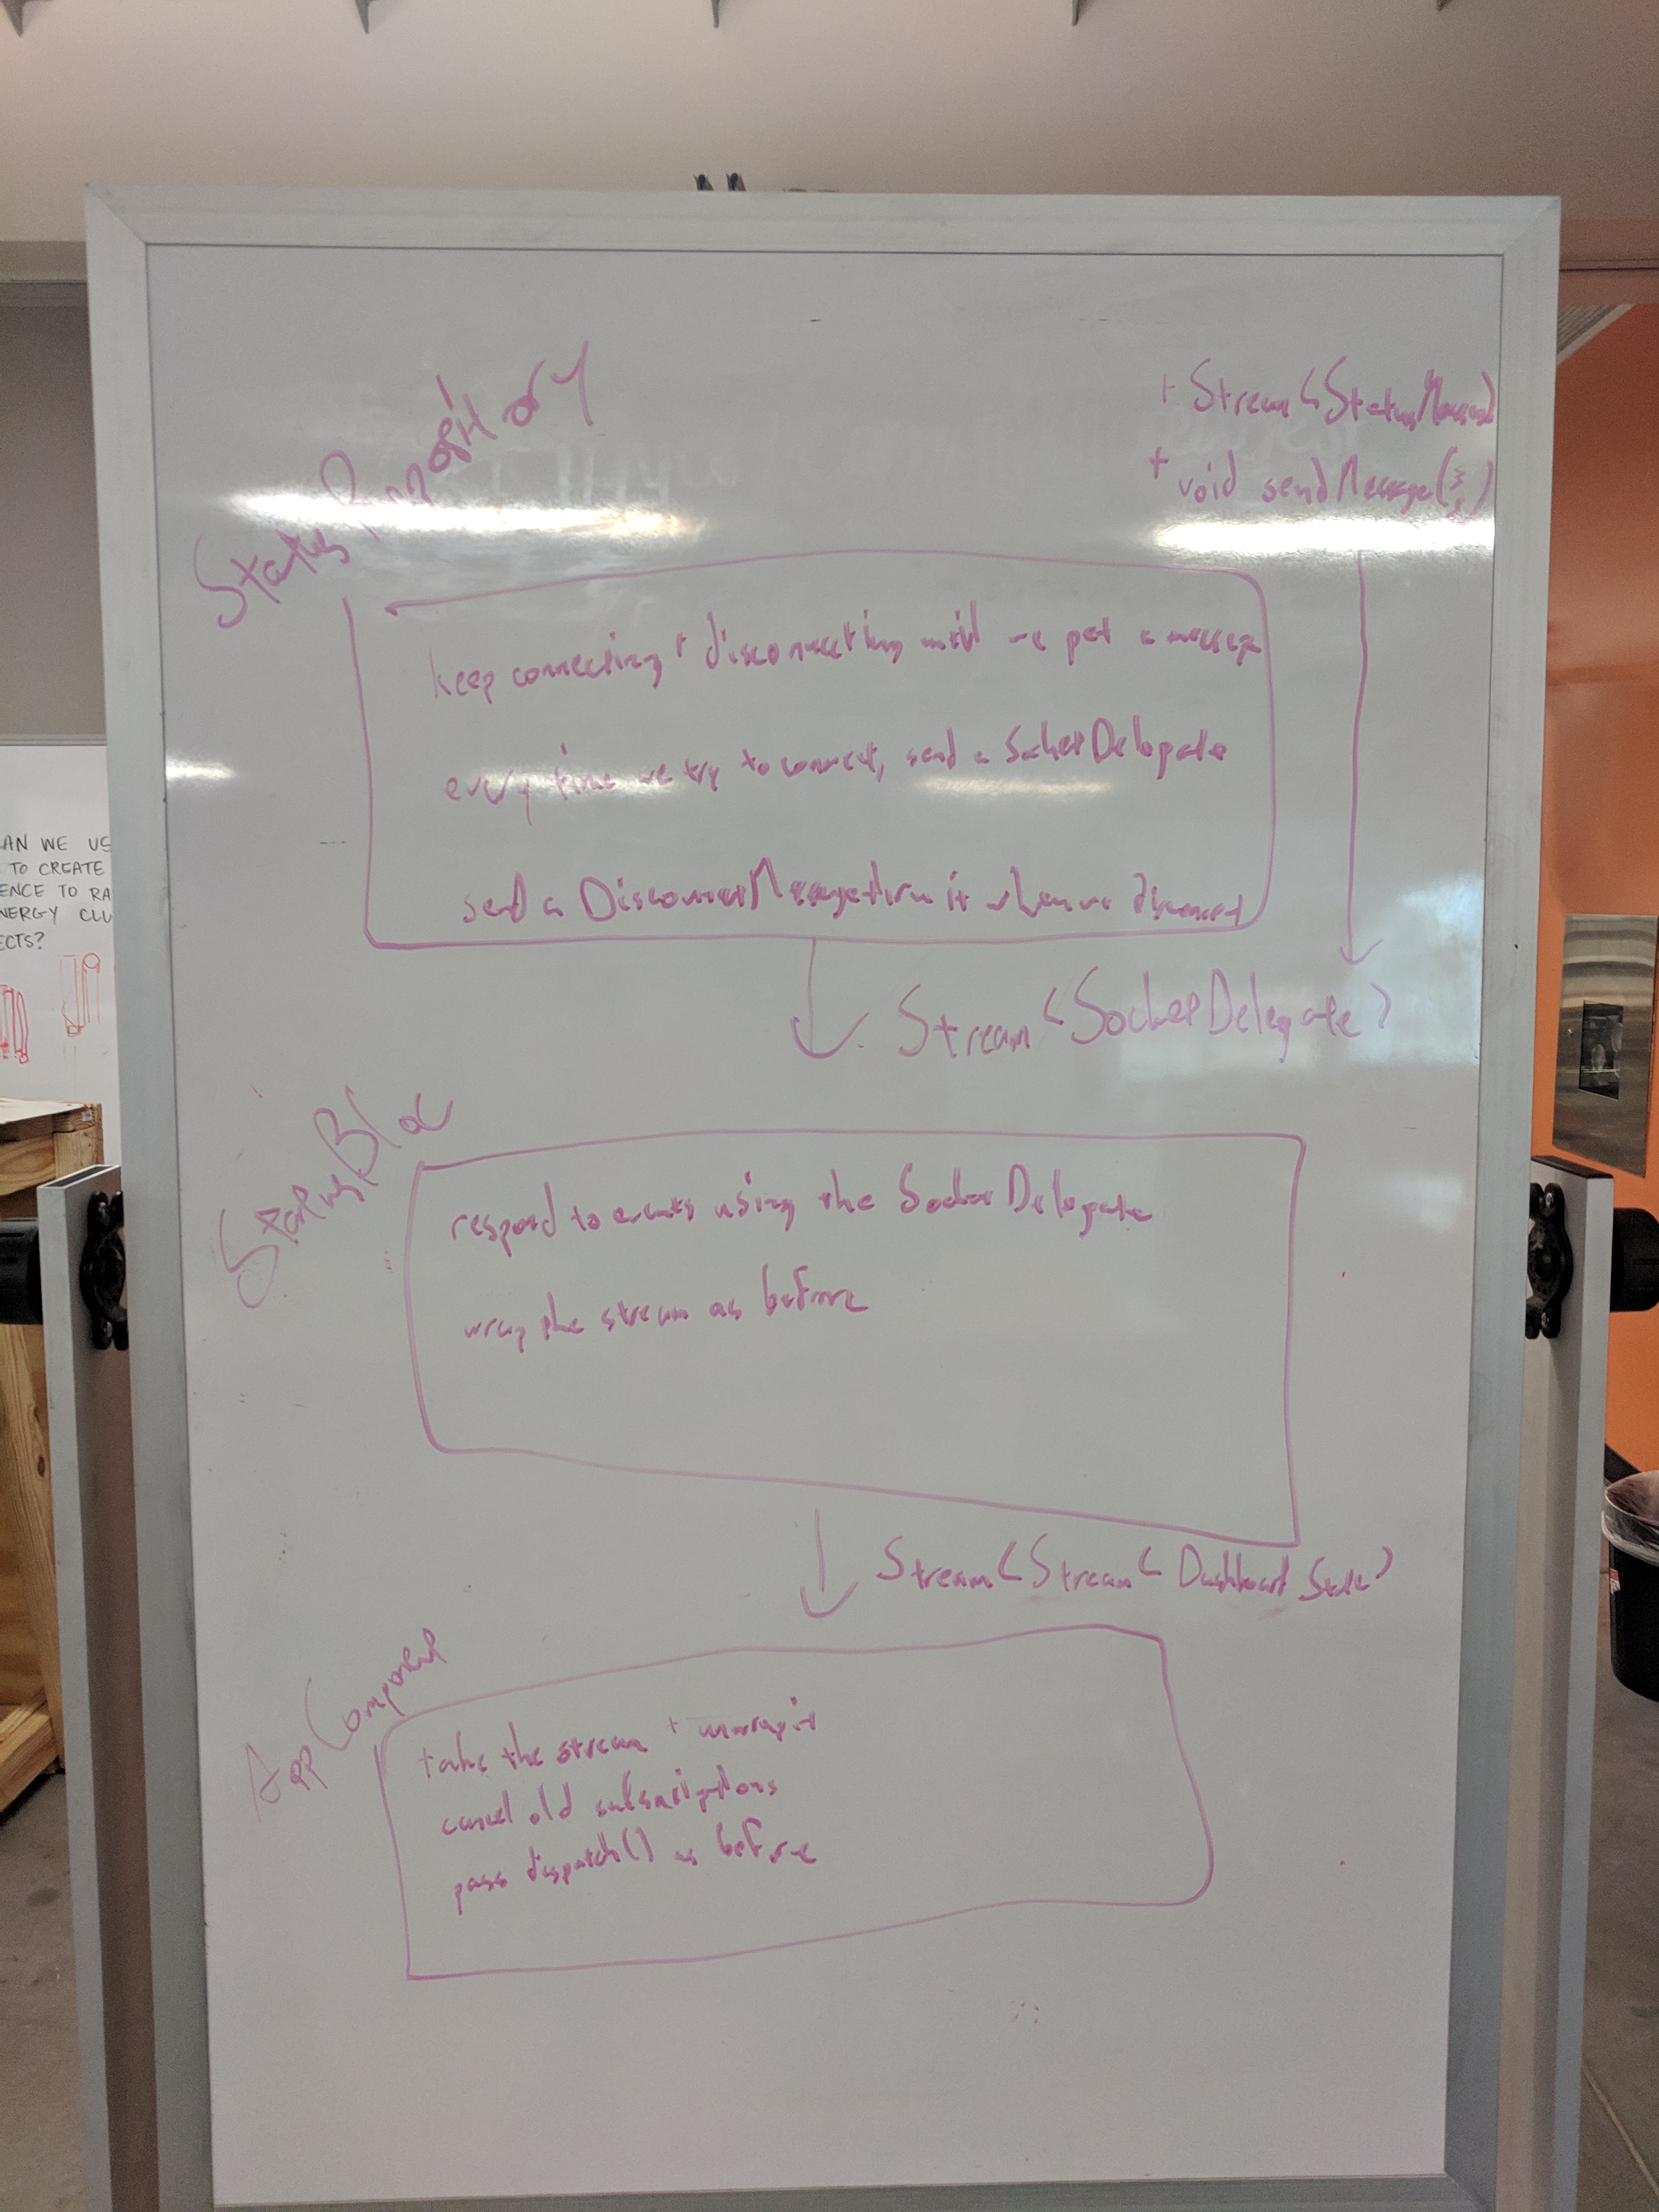 StatusRepository
+ Stream<StatusMessage>
+ void sendMessage( )
keep connecting + disconnecting until we get a message
every time we try to connect, send a SocketDelegate
send a DisconnectMessage thru it when we disconnect
Stream<SocketDelegate>
StatusBloc
respond to events using the SocketDelegate
wrap the stream as before
Stream<Stream<DashboardState>
AppComponent
take the stream + unwrap it
cancel old subscriptions
pass dispatch() as before
AN WE US
TO CREATE
ENCE TO RA
NERGY CLU
ECTS?